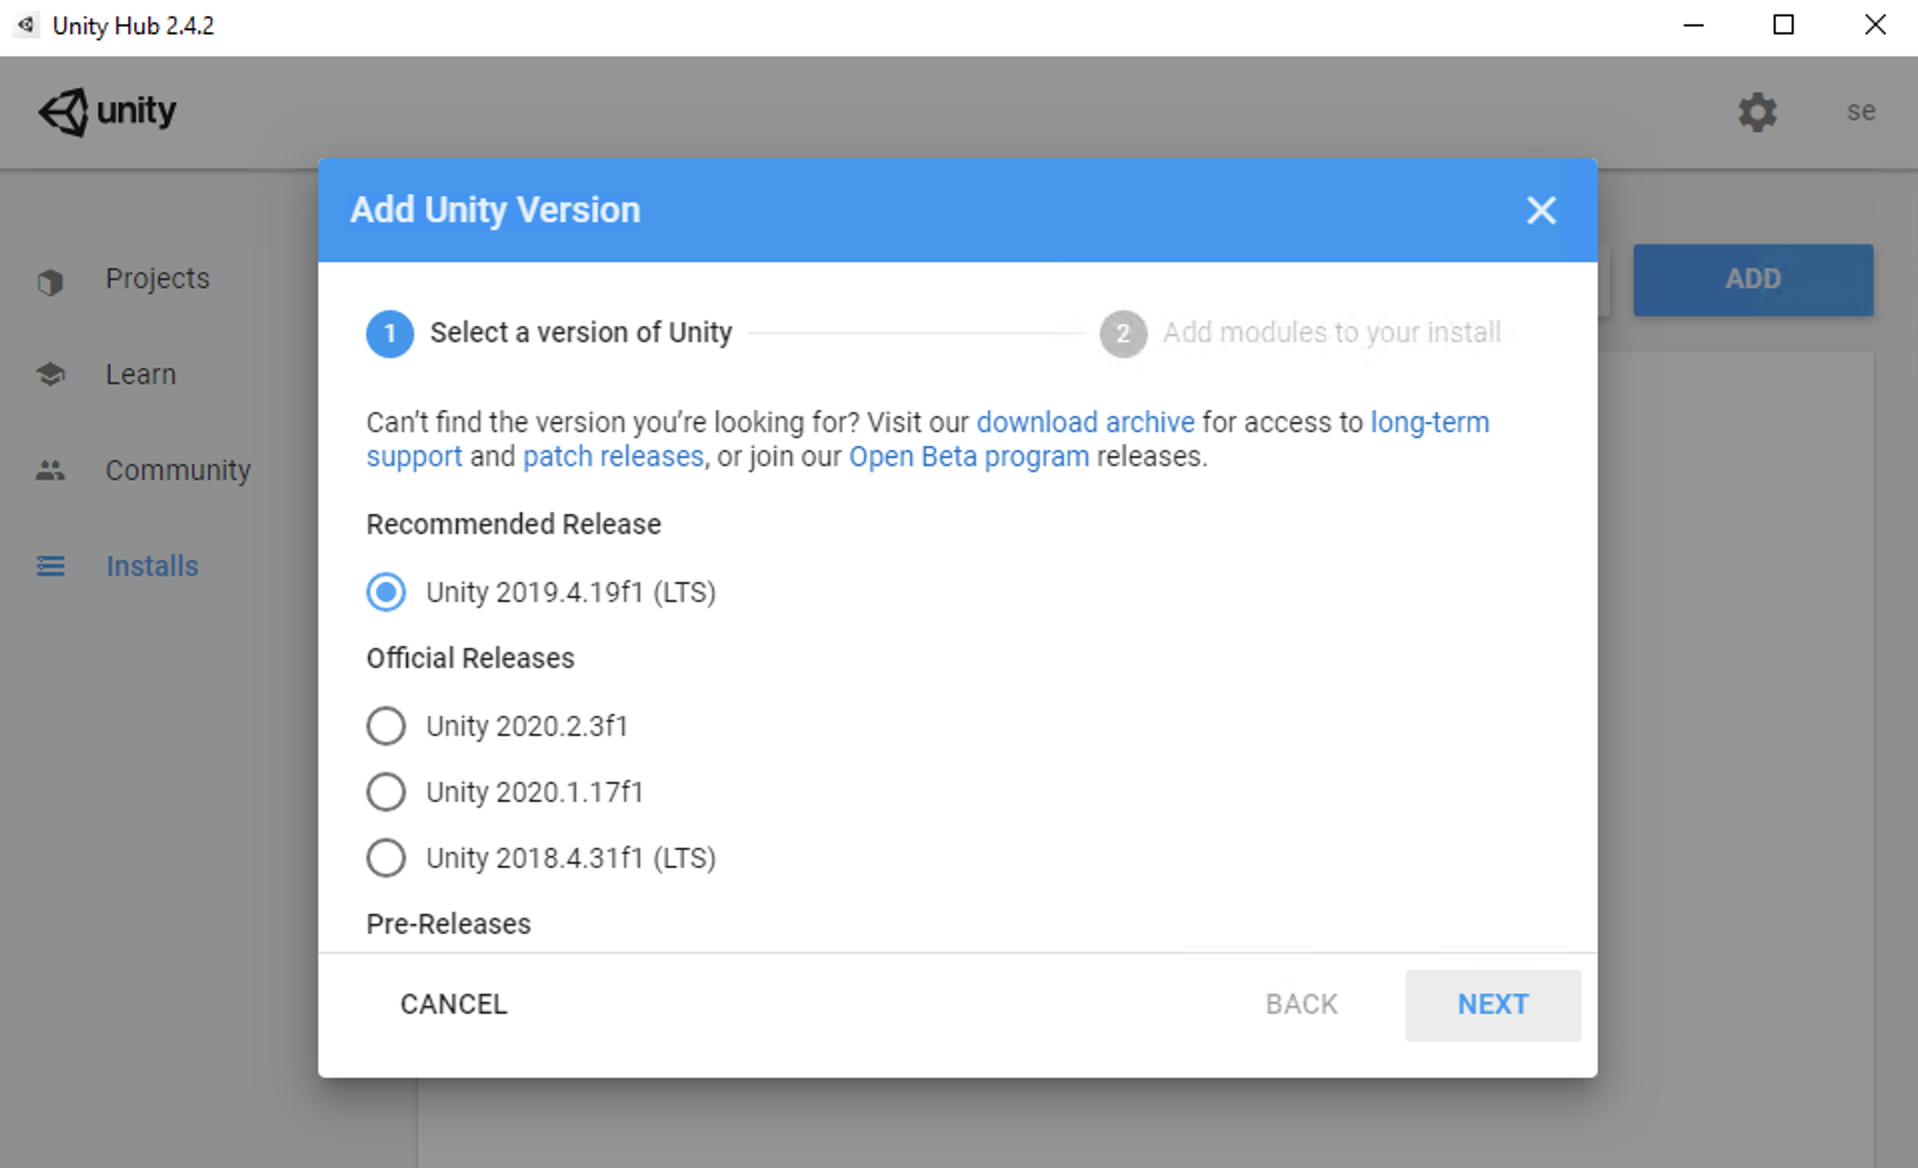 Unity Hub 2.4.2
unity
se
Add Unity Version
Projects
ADD
1 Select a version of Unity
2 Add modules to your install
Learn
Can’t find the version you’re looking for? Visit our download archive for access to long-term
support and patch releases, or join our Open Beta program releases.
Community
Recommended Release
Installs
Unity 2019.4.19f1 (LTS)
Official Releases
Unity 2020.2.3f1
Unity 2020.1.17f1
Unity 2018.4.31f1 (LTS)
Pre-Releases
CANCEL
BACK
NEXT